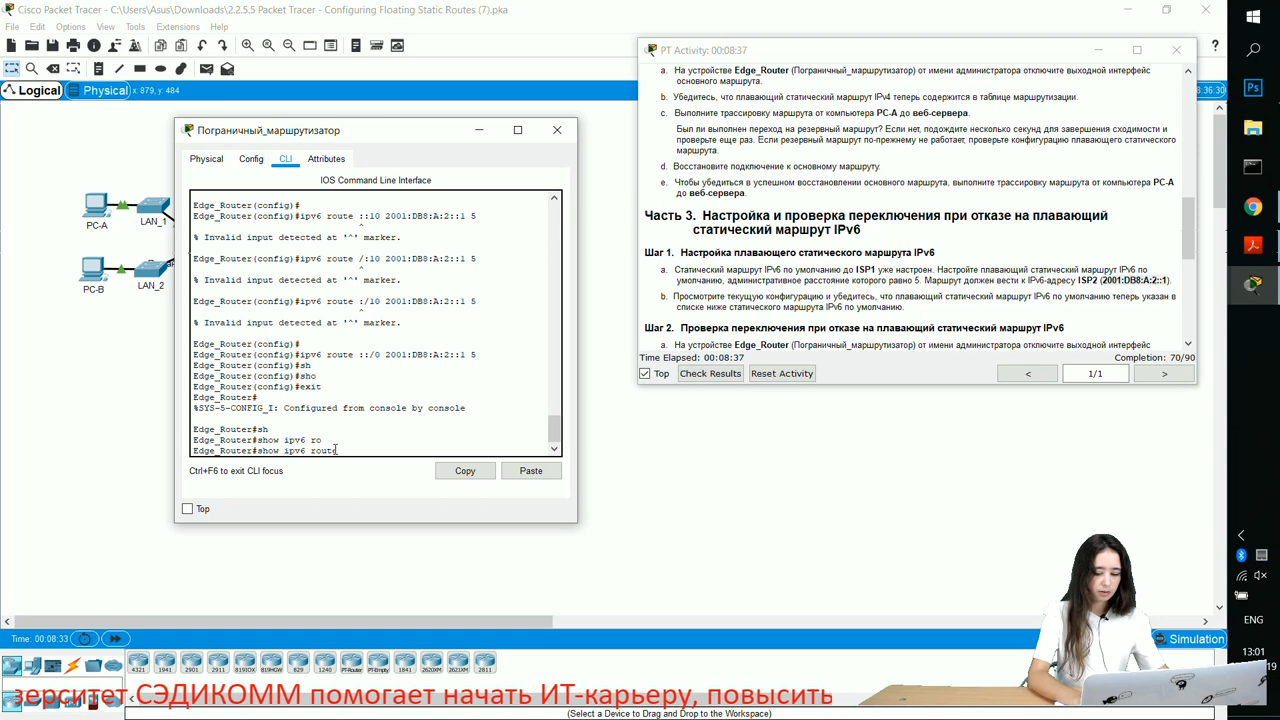 Cisco Packet Tracer - C:\Users\Asus\Downloads\2.2.5.5 Packet Tracer - Configuring Floating Static Routes (7).pka
File Edit Options View Tools Extensions Help
Logical Physical x: 879, y: 484
PT Activity: 00:08:37
a. На устройстве Edge_Router (Пограничный_маршрутизатор) от имени администратора отключите выходной интерфейс
основного маршрута.
b. Убедитесь, что плавающий статический маршрут IPv4 теперь содержится в таблице маршрутизации.
c. Выполните трассировку маршрута от компьютера PC-A до веб-сервера.
Был ли выполнен переход на резервный маршрут? Если нет, подождите несколько секунд для завершения сходимости и
проверьте еще раз. Если резервный маршрут по-прежнему не работает, проверьте конфигурацию плавающего статического
маршрута.
d. Восстановите подключение к основному маршруту.
e. Чтобы убедиться в успешном восстановлении основного маршрута, выполните трассировку маршрута от компьютера PC-A
до веб-сервера.
Часть 3. Настройка и проверка переключения при отказе на плавающий
статический маршрут IPv6
Шаг 1. Настройка плавающего статического маршрута IPv6
a. Статический маршрут IPv6 по умолчанию до ISP1 уже настроен. Настройте плавающий статический маршрут IPv6 по
умолчанию, административное расстояние которого равно 5. Маршрут должен вести к IPv6-адресу ISP2 (2001:DB8:A:2::1).
b. Просмотрите текущую конфигурацию и убедитесь, что плавающий статический маршрут IPv6 по умолчанию теперь указан в
списке ниже статического маршрута IPv6 по умолчанию.
Шаг 2. Проверка переключения при отказе на плавающий статический маршрут IPv6
a. На устройстве Edge_Router (Пограничный_маршрутизатор) от имени администратора отключите выходной интерфейс
Time Elapsed: 00:08:37 Completion: 70/90
Top Check Results Reset Activity < 1/1 >
Пограничный_маршрутизатор
Physical Config CLI Attributes
IOS Command Line Interface
Edge_Router(config)#
Edge_Router(config)#ipv6 route ::10 2001:DB8:A:2::1 5
^
% Invalid input detected at '^' marker.
Edge_Router(config)#ipv6 route /:10 2001:DB8:A:2::1 5
^
% Invalid input detected at '^' marker.
Edge_Router(config)#ipv6 route :/10 2001:DB8:A:2::1 5
^
% Invalid input detected at '^' marker.
Edge_Router(config)#
Edge_Router(config)#ipv6 route ::/0 2001:DB8:A:2::1 5
Edge_Router(config)#sh
Edge_Router(config)#sho
Edge_Router(config)#exit
Edge_Router#
%SYS-5-CONFIG_I: Configured from console by console
Edge_Router#sh
Edge_Router#show ipv6 ro
Edge_Router#show ipv6 route
Ctrl+F6 to exit CLI focus
Copy Paste
Top
PC-A
LAN_1
PC-B
LAN_2
Time: 00:08:33
Simulation
4321 1941 2901 2911 819IOX 819HGW 829 1240 PT-Router PT-Empty 1841 2620XM 2621XM 2811
ENG
13:01
зерситет СЭДИКОММ помогает начать ИТ-карьеру, повысить
(Select a Device to Drag and Drop to the Workspace)